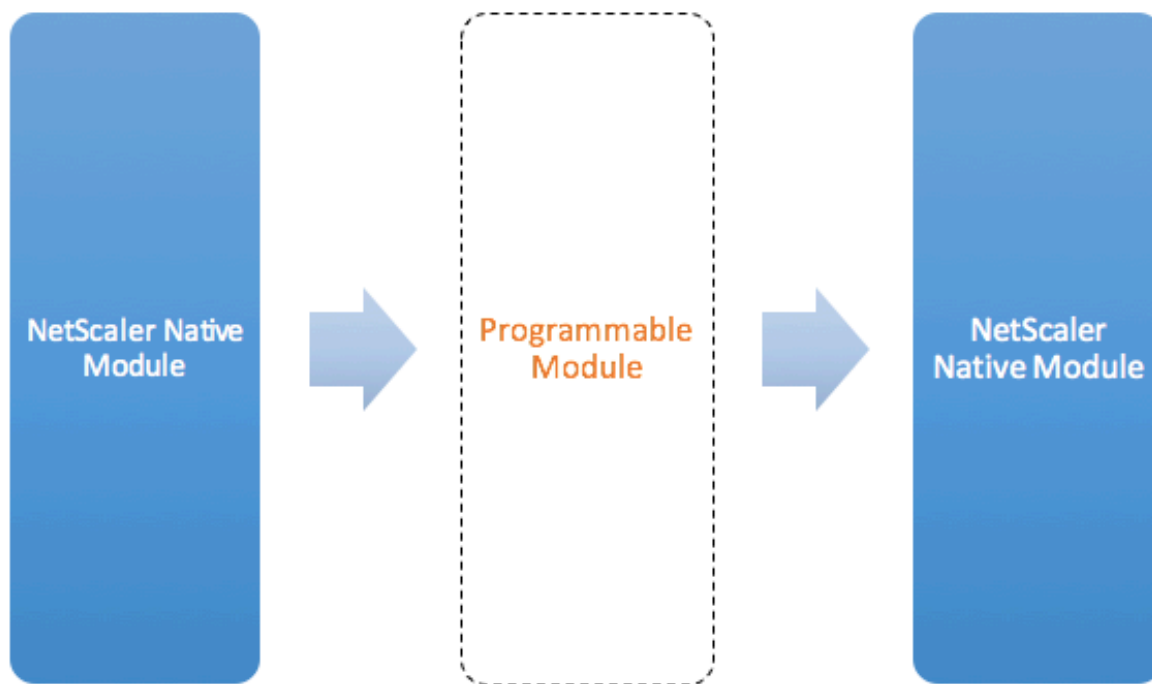 NetScaler Native
Module
Programmable
Module
NetScaler
Native Module